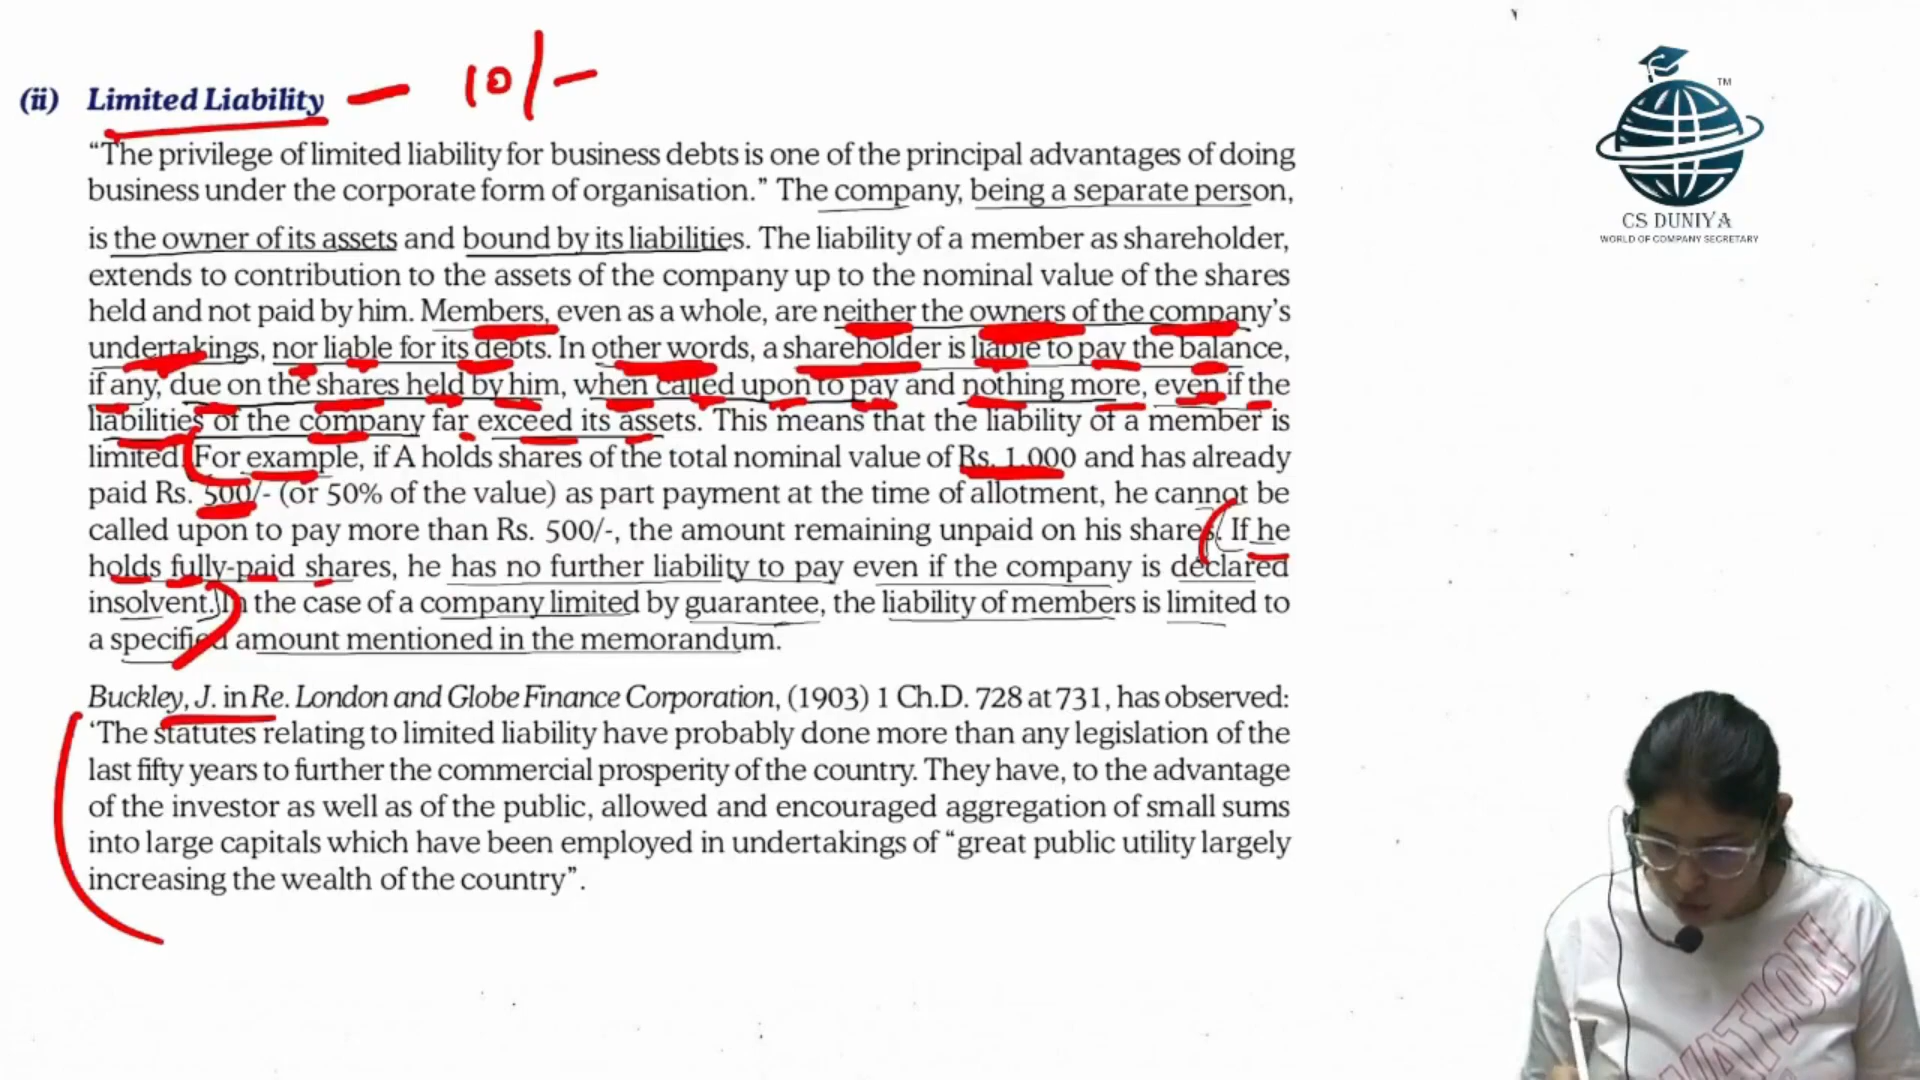 (ii) Limited Liability — 10/-
“The privilege of limited liability for business debts is one of the principal advantages of doing
business under the corporate form of organisation.” The company, being a separate person,
is the owner of its assets and bound by its liabilities. The liability of a member as shareholder,
extends to contribution to the assets of the company up to the nominal value of the shares
held and not paid by him. Members, even as a whole, are neither the owners of the company’s
undertakings, nor liable for its debts. In other words, a shareholder is liable to pay the balance,
if any, due on the shares held by him, when called upon to pay and nothing more, even if the
liabilities of the company far exceed its assets. This means that the liability of a member is
limited. For example, if A holds shares of the total nominal value of Rs. 1,000 and has already
paid Rs. 500/- (or 50% of the value) as part payment at the time of allotment, he cannot be
called upon to pay more than Rs. 500/-, the amount remaining unpaid on his shares. If he
holds fully-paid shares, he has no further liability to pay even if the company is declared
insolvent. In the case of a company limited by guarantee, the liability of members is limited to
a specified amount mentioned in the memorandum.
Buckley, J. in Re. London and Globe Finance Corporation, (1903) 1 Ch.D. 728 at 731, has observed:
‘The statutes relating to limited liability have probably done more than any legislation of the
last fifty years to further the commercial prosperity of the country. They have, to the advantage
of the investor as well as of the public, allowed and encouraged aggregation of small sums
into large capitals which have been employed in undertakings of “great public utility largely
increasing the wealth of the country”.
TM
CS DUNIYA
WORLD OF COMPANY SECRETARY